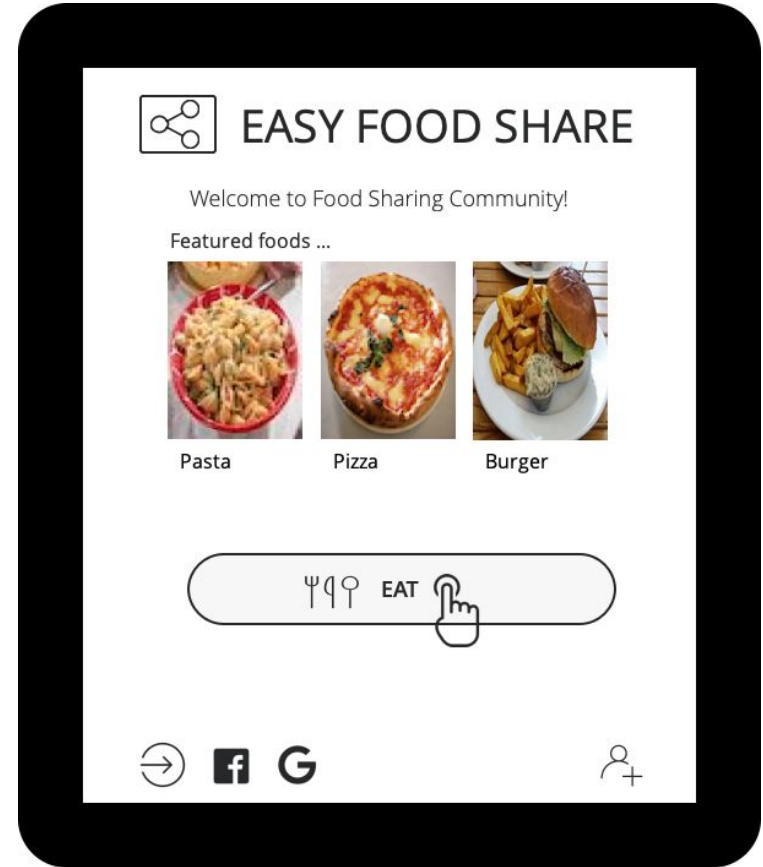 EASY FOOD SHARE
Welcome to Food Sharing Community!
Featured foods ...
Pasta Pizza Burger
EAT